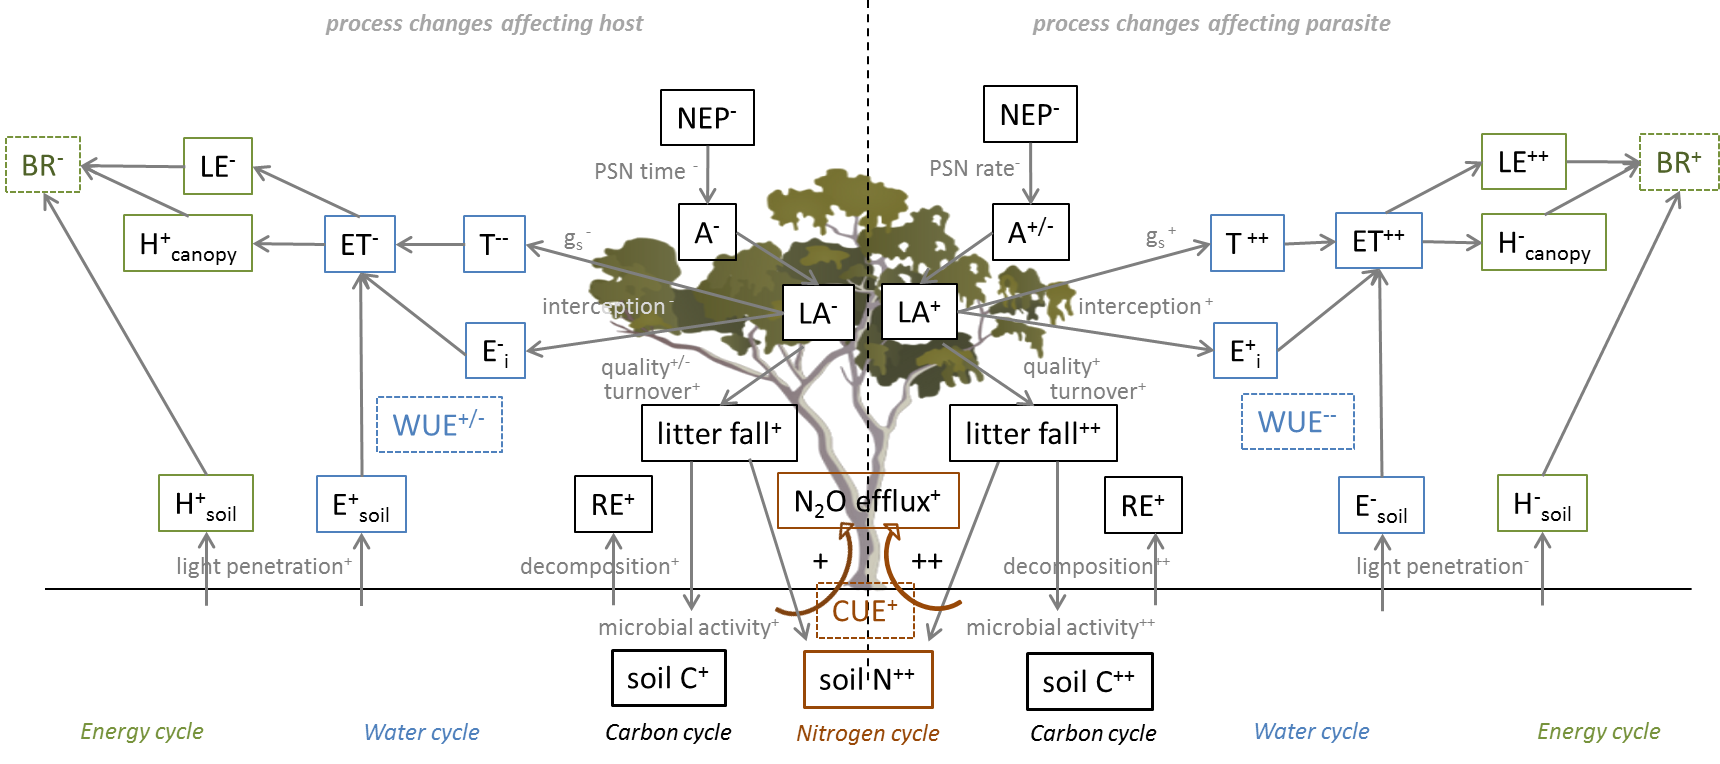 process changes affecting host
process changes affecting parasite
NEP⁻
NEP⁻
PSN time ⁻
PSN rate⁻
BR⁻
LE⁻
LE⁺⁺
BR⁺
H⁺canopy
ET⁻
T⁻⁻
gₛ⁻
A⁻
A⁺/⁻
gₛ⁺
T ⁺⁺
ET⁺⁺
H⁻canopy
interception⁻
LA⁻
LA⁺
interception ⁺
E⁻i
E⁺i
quality⁺/⁻
turnover⁺
quality⁺
turnover⁺
WUE⁺/⁻
litter fall⁺
litter fall⁺⁺
WUE⁻⁻
H⁺soil
E⁺soil
RE⁺
N₂O efflux⁺
RE⁺
E⁻soil
H⁻soil
light penetration⁺
decomposition⁺
+
++
decomposition⁺⁺
light penetration⁻
CUE⁺
microbial activity⁺
microbial activity⁺⁺
soil C⁺
soil N⁺⁺
soil C⁺⁺
Energy cycle
Water cycle
Carbon cycle
Nitrogen cycle
Carbon cycle
Water cycle
Energy cycle